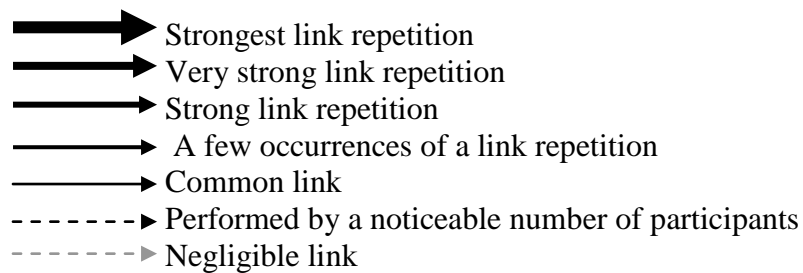 Strongest link repetition
Very strong link repetition
Strong link repetition
A few occurrences of a link repetition
Common link
Performed by a noticeable number of participants
Negligible link